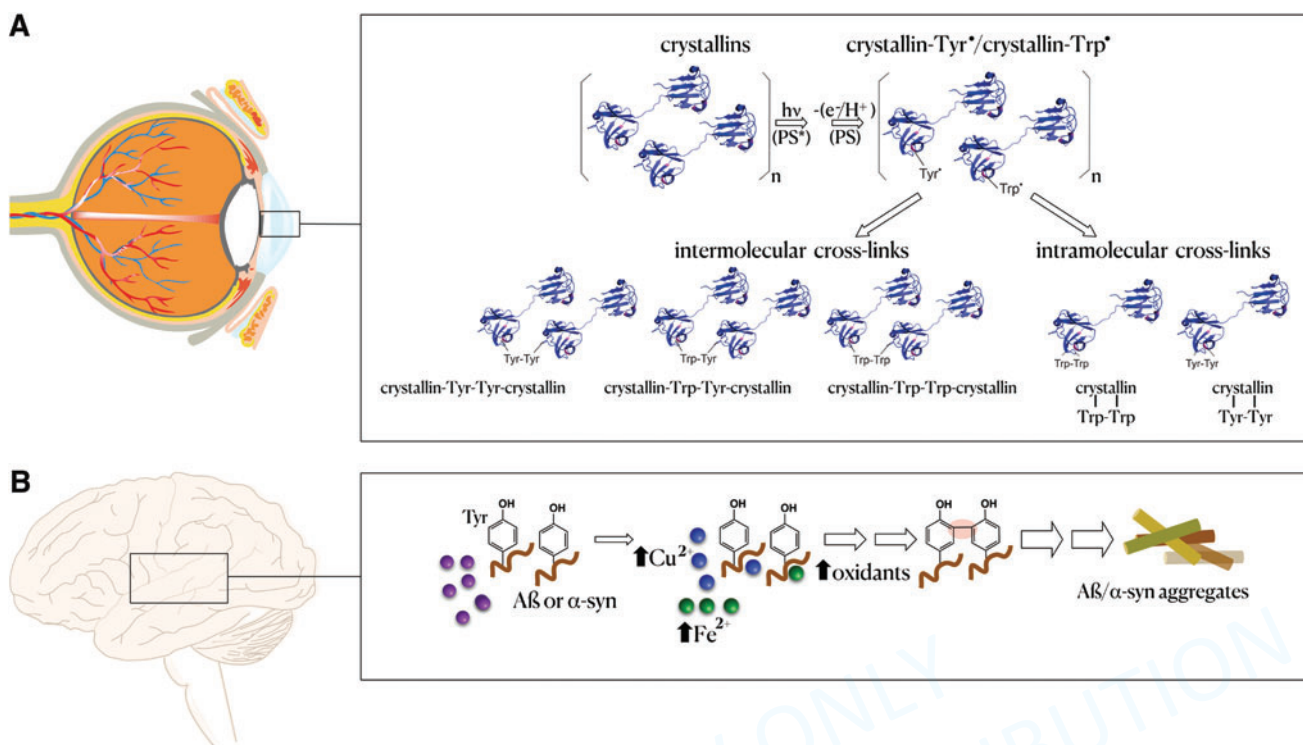 A
crystallins
crystallin-Tyr•/crystallin-Trp•
hν
(PS*)
-(e⁻/H⁺)
(PS)
n
Tyr•
Trp•
n
intermolecular cross-links
intramolecular cross-links
Tyr-Tyr
Trp-Tyr
Trp-Trp
Trp-Trp
Tyr-Tyr
crystallin-Tyr-Tyr-crystallin
crystallin-Trp-Tyr-crystallin
crystallin-Trp-Trp-crystallin
crystallin
Trp-Trp
crystallin
Tyr-Tyr
B
Tyr
OH
OH
Aß or α-syn
Cu²⁺
Fe²⁺
OH
OH
oxidants
OH
OH
Aß/α-syn aggregates
ONLY